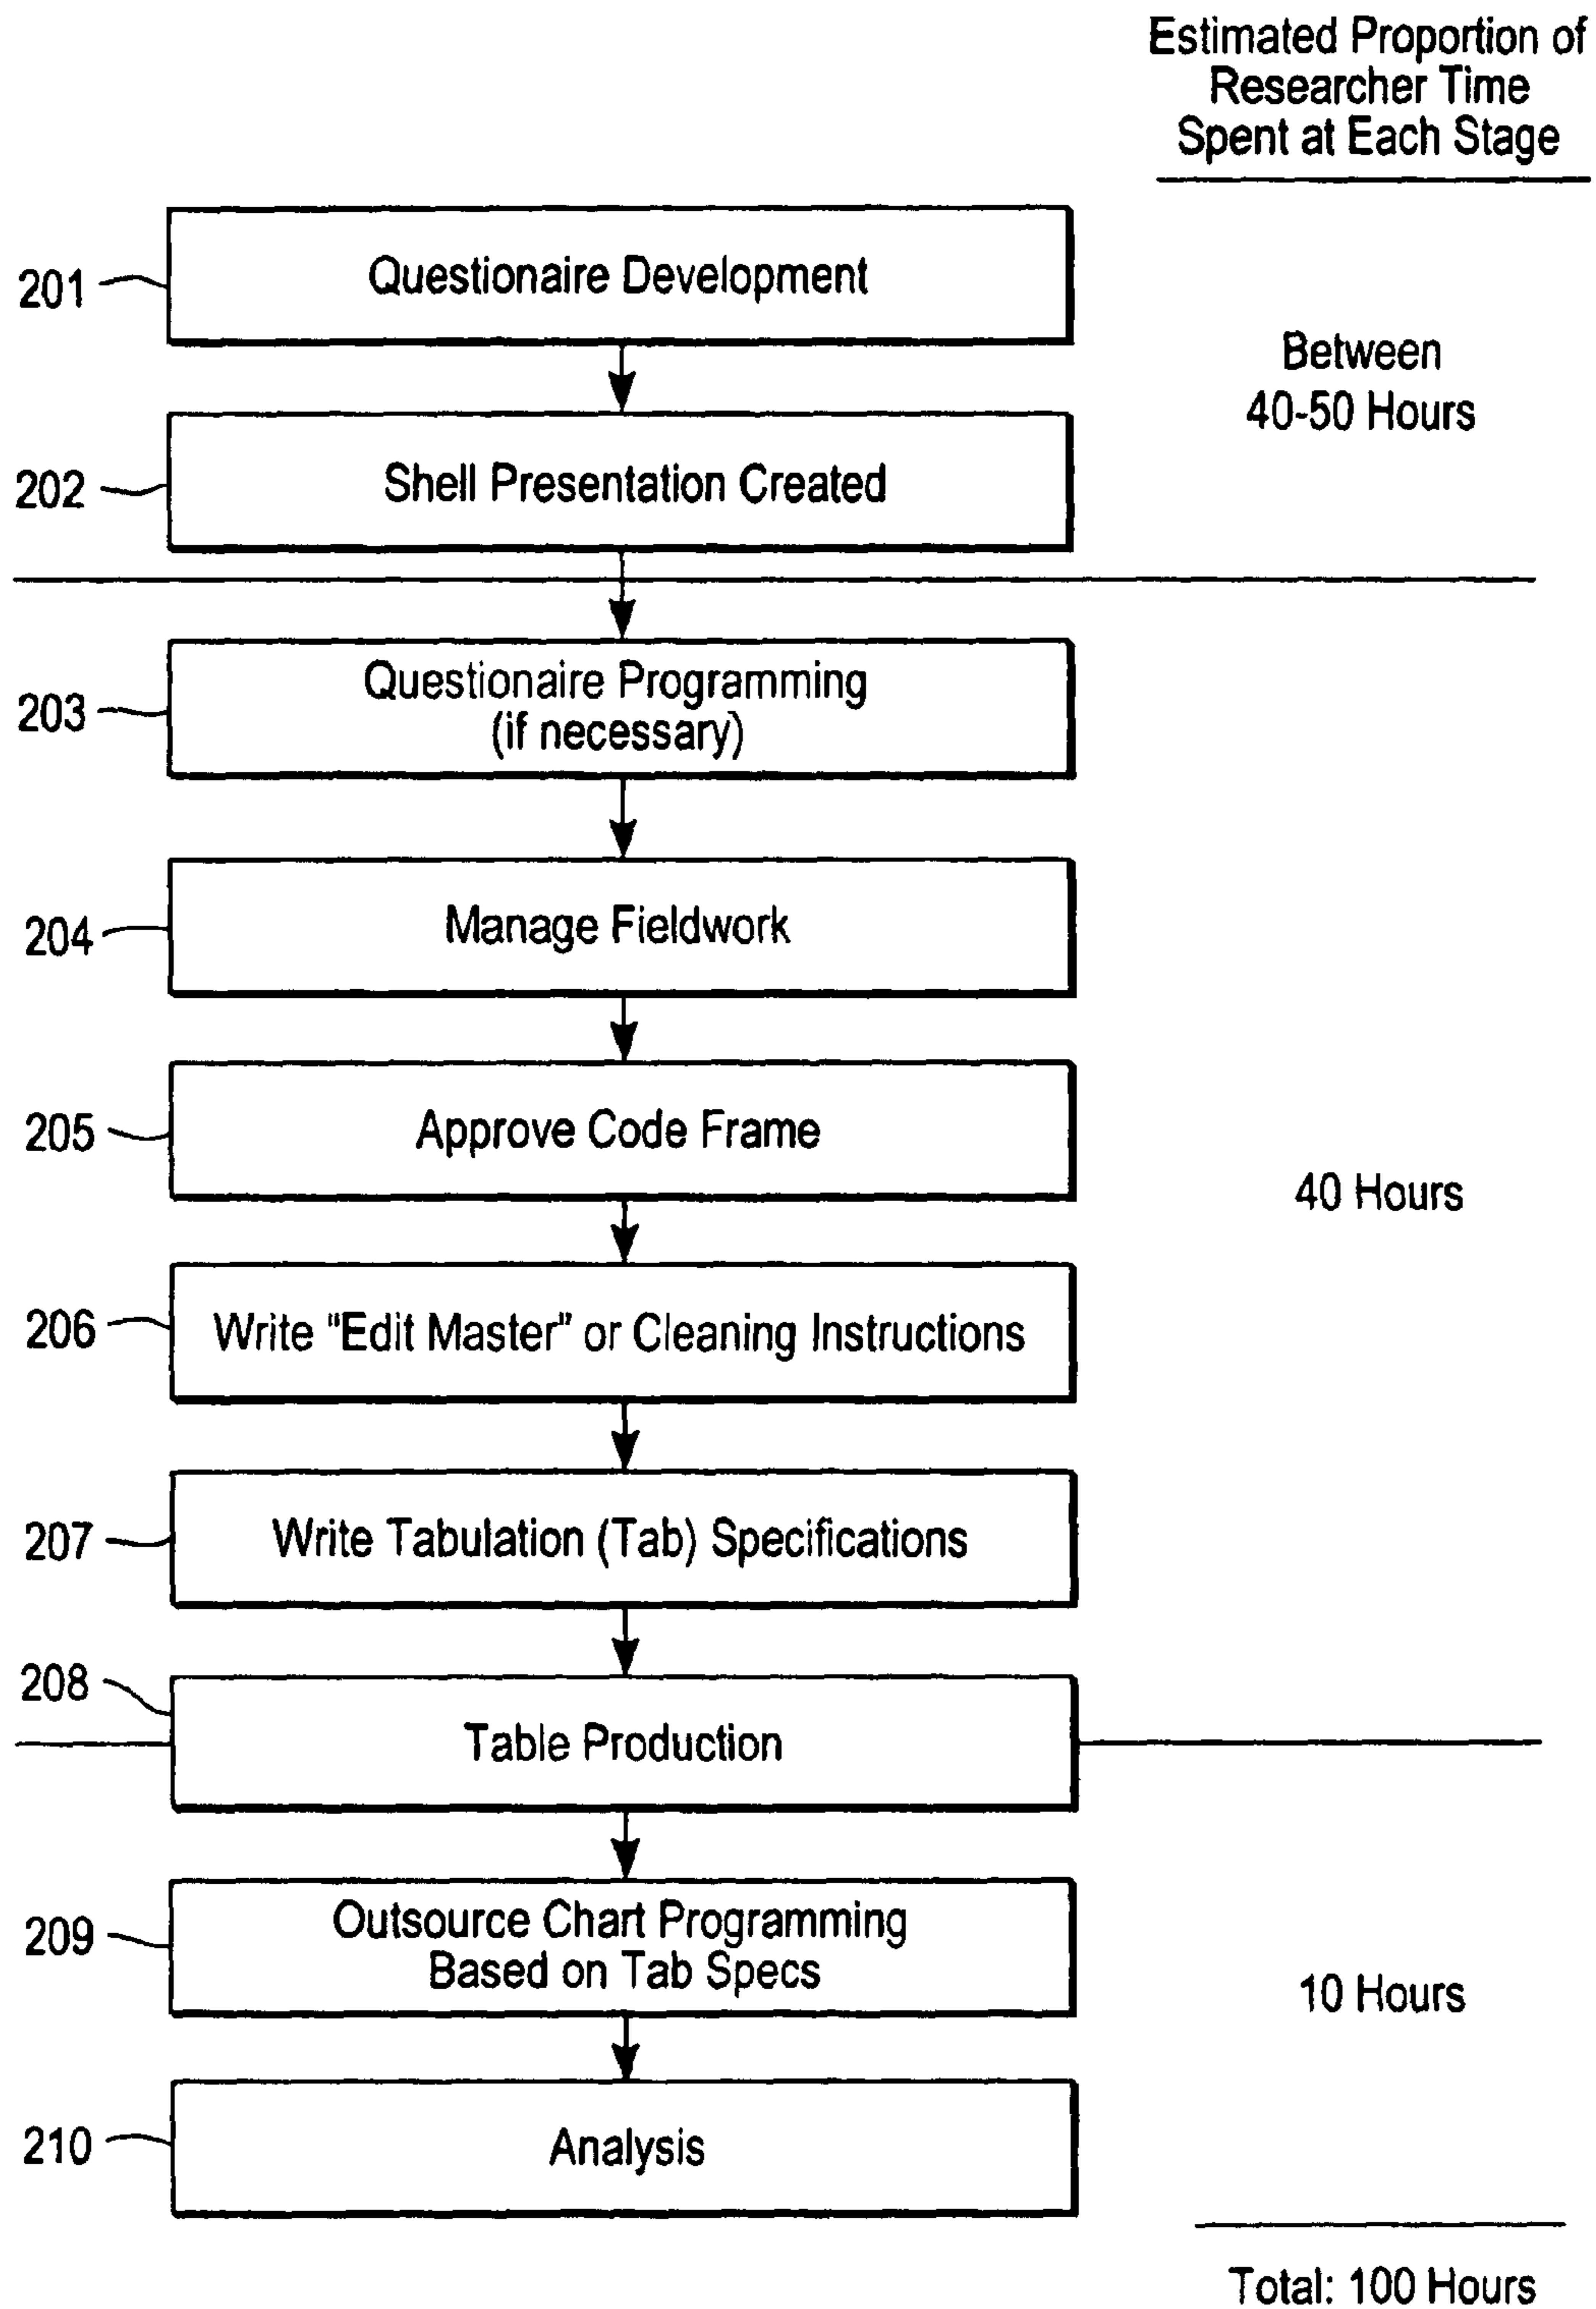 Estimated Proportion of
Researcher Time
Spent at Each Stage
201
Questionaire Development
Between
40-50 Hours
202
Shell Presentation Created
203
Questionaire Programming
(if necessary)
204
Manage Fieldwork
205
Approve Code Frame
40 Hours
206
Write "Edit Master" or Cleaning Instructions
207
Write Tabulation (Tab) Specifications
208
Table Production
209
Outsource Chart Programming
Based on Tab Specs
10 Hours
210
Analysis
Total: 100 Hours